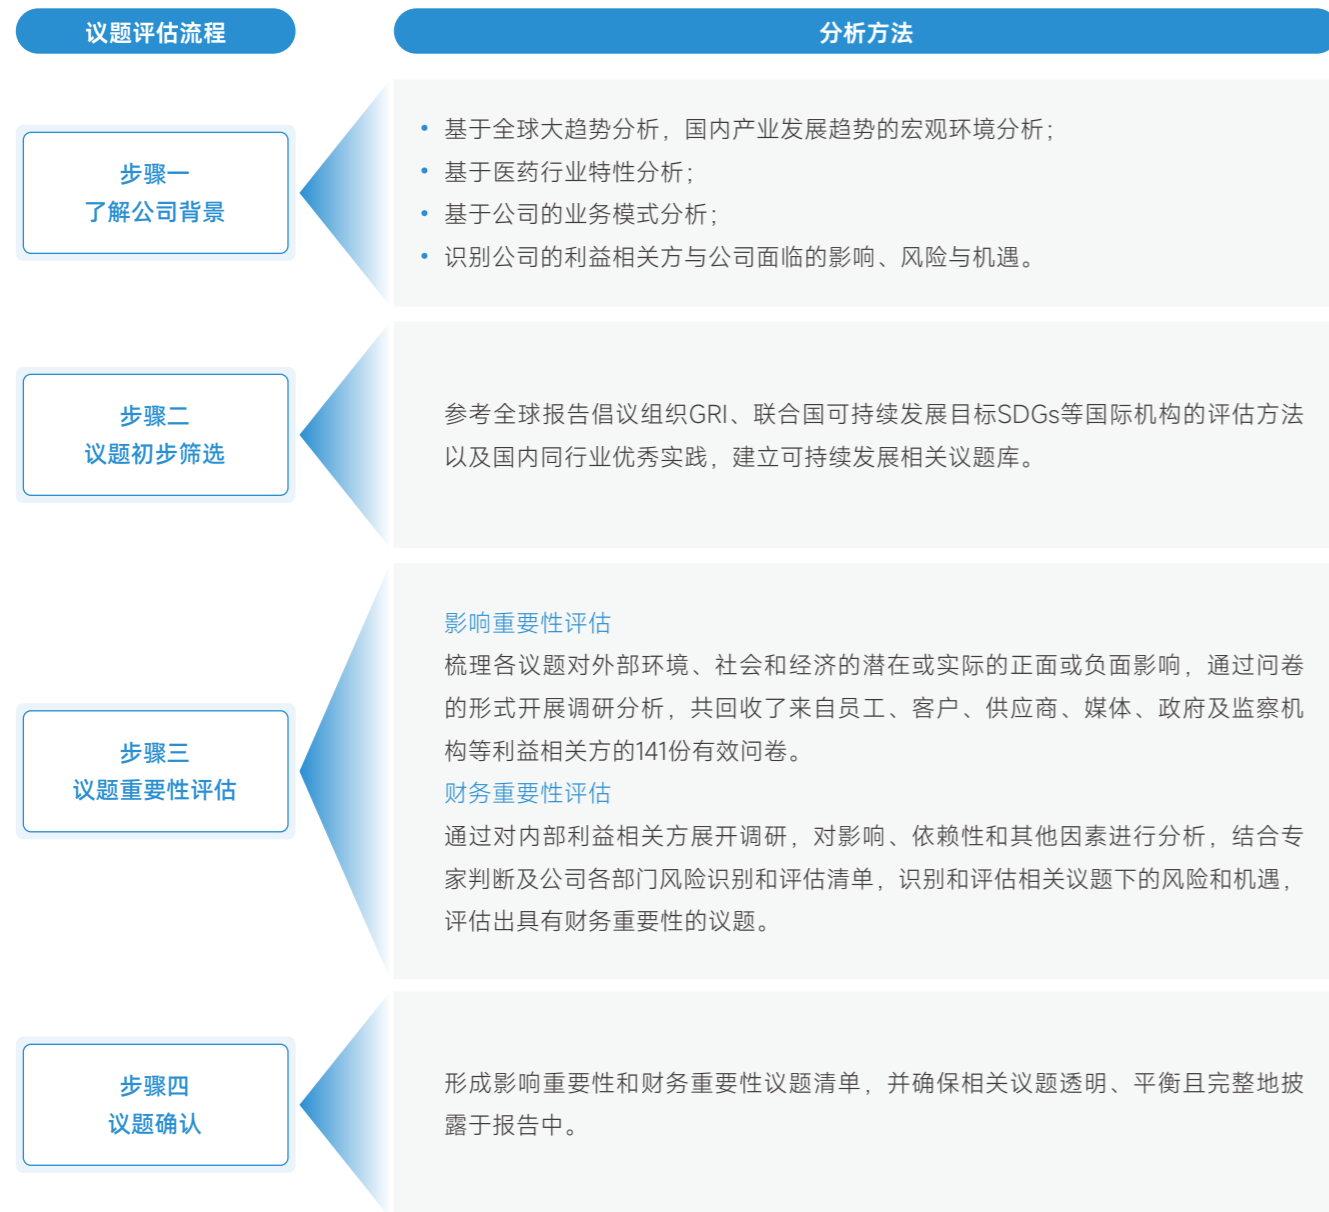 议题评估流程
分析方法
步骤一
了解公司背景
• 基于全球大趋势分析，国内产业发展趋势的宏观环境分析；
• 基于医药行业特性分析；
• 基于公司的业务模式分析；
• 识别公司的利益相关方与公司面临的影响、风险与机遇。
步骤二
议题初步筛选
参考全球报告倡议组织GRI、联合国可持续发展目标SDGs等国际机构的评估方法
以及国内同行业优秀实践，建立可持续发展相关议题库。
步骤三
议题重要性评估
影响重要性评估
梳理各议题对外部环境、社会和经济的潜在或实际的正面或负面影响，通过问卷
的形式开展调研分析，共回收了来自员工、客户、供应商、媒体、政府及监察机
构等利益相关方的141份有效问卷。
财务重要性评估
通过对内部利益相关方展开调研，对影响、依赖性和其他因素进行分析，结合专
家判断及公司各部门风险识别和评估清单，识别和评估相关议题下的风险和机遇，
评估出具有财务重要性的议题。
步骤四
议题确认
形成影响重要性和财务重要性议题清单，并确保相关议题透明、平衡且完整地披
露于报告中。